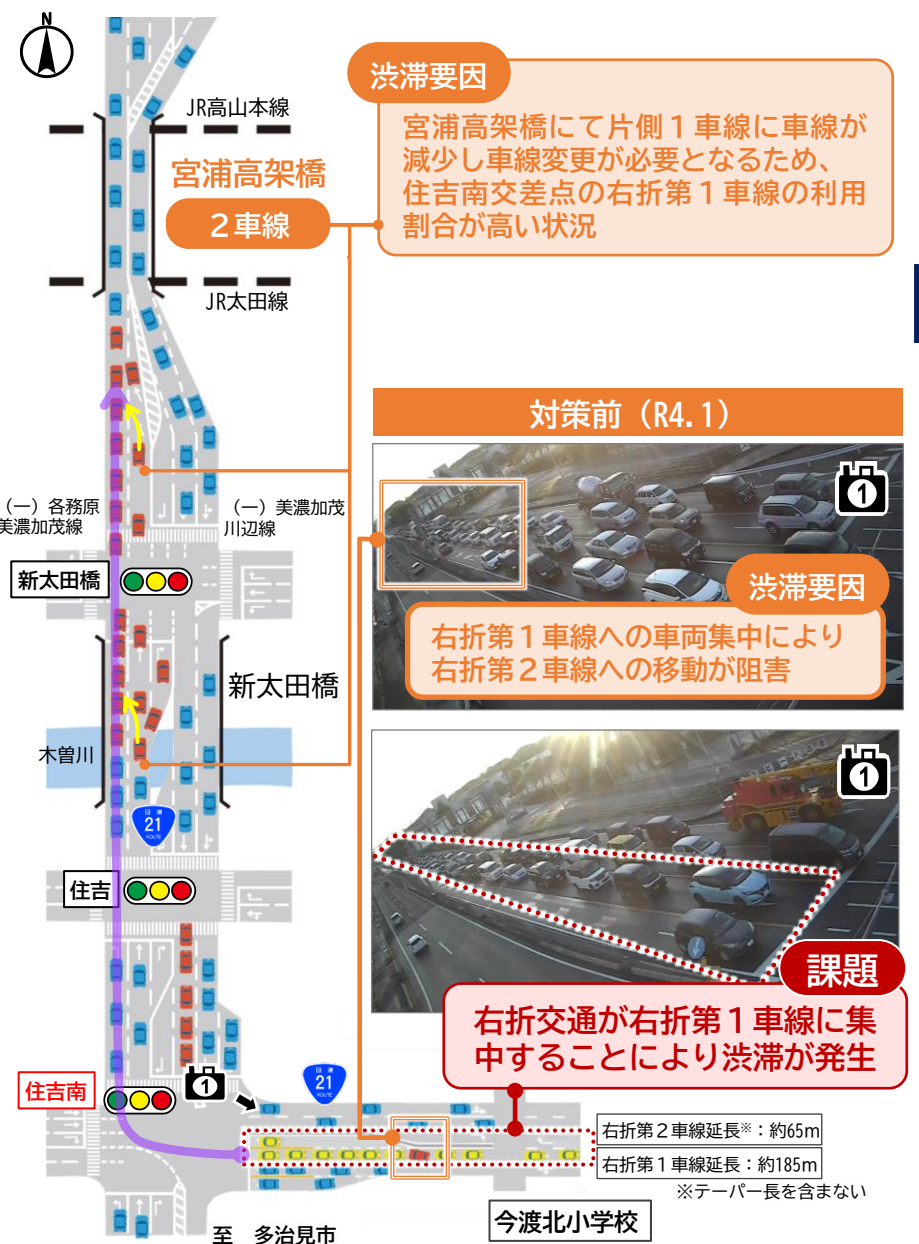 N
渋滞要因
宮浦高架橋にて片側１車線に車線が
減少し車線変更が必要となるため、
住吉南交差点の右折第１車線の利用
割合が高い状況
JR高山本線
宮浦高架橋
２車線
JR太田線
対策前（R4.1）
1
渋滞要因
右折第１車線への車両集中により
右折第２車線への移動が阻害
（一）各務原
美濃加茂線
（一）美濃加茂
川辺線
新太田橋
新太田橋
木曽川
国道
21
ROUTE
住吉
1
課題
右折交通が右折第１車線に集
中することにより渋滞が発生
住吉南
1
国道
21
ROUTE
右折第２車線延長※：約65m
右折第１車線延長：約185m
※テーパー長を含まない
今渡北小学校
至　多治見市